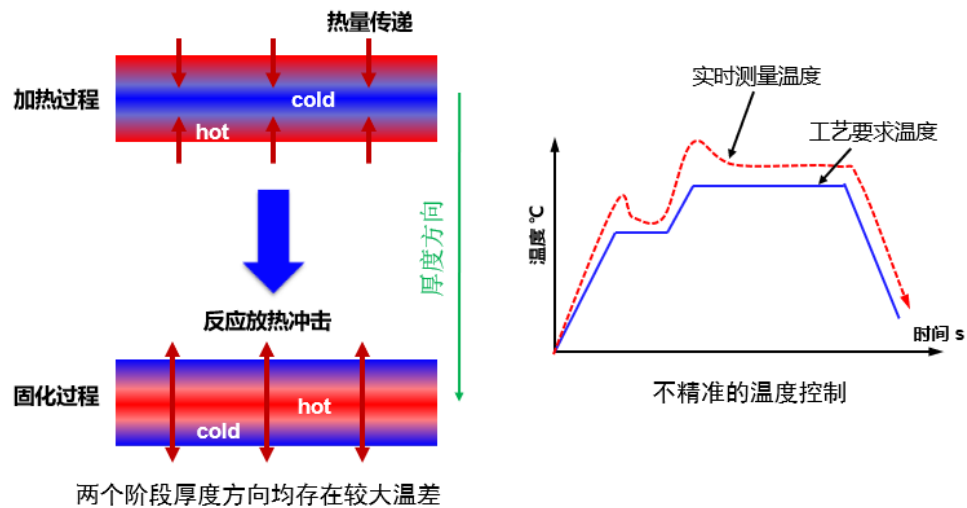 热量传递
加热过程
cold
hot
厚度方向
反应放热冲击
固化过程
hot
cold
两个阶段厚度方向均存在较大温差
实时测量温度
工艺要求温度
温度 ℃
时间 s
不精准的温度控制